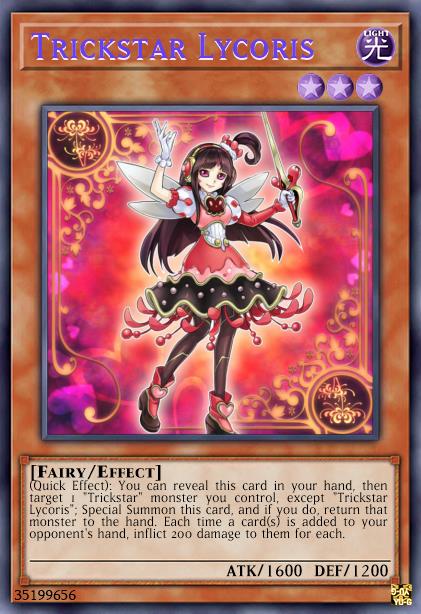 Trickstar Lycoris
LIGHT
光
[Fairy/Effect]
(Quick Effect): You can reveal this card in your hand, then
target 1 "Trickstar" monster you control, except "Trickstar
Lycoris"; Special Summon this card, and if you do, return that
monster to the hand. Each time a card(s) is added to your
opponent's hand, inflict 200 damage to them for each.
ATK/1600 DEF/1200
35199656